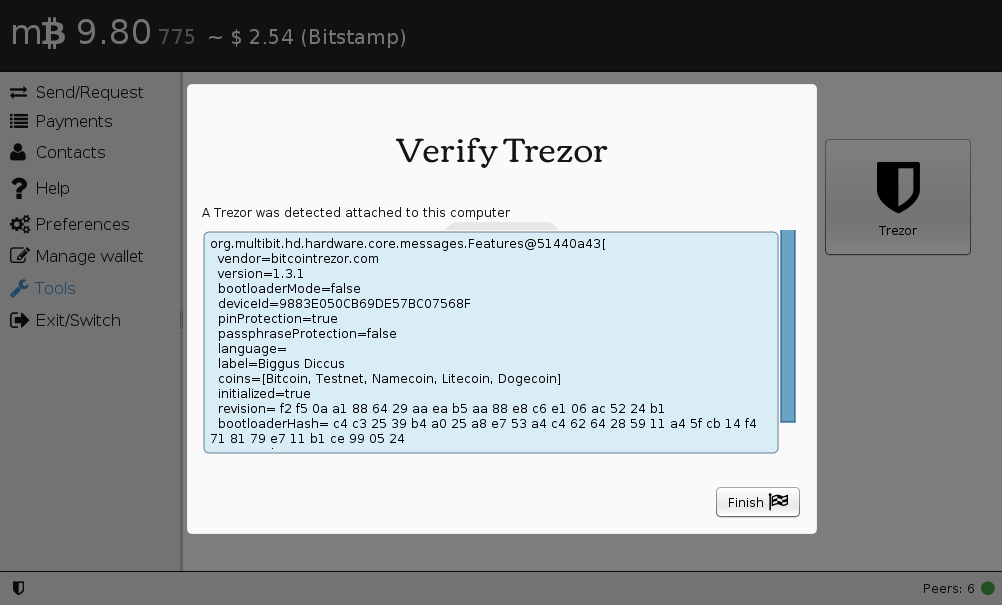 mɃ 9.80 775 ~ $ 2.54 (Bitstamp)
Send/Request
Payments
Contacts
Help
Preferences
Manage wallet
Tools
Exit/Switch
Verify Trezor
A Trezor was detected attached to this computer
org.multibit.hd.hardware.core.messages.Features@51440a43[
vendor=bitcointrezor.com
version=1.3.1
bootloaderMode=false
deviceId=9883E050CB69DE57BC07568F
pinProtection=true
passphraseProtection=false
language=
label=Biggus Diccus
coins=[Bitcoin, Testnet, Namecoin, Litecoin, Dogecoin]
initialized=true
revision= f2 f5 0a a1 88 64 29 aa ea b5 aa 88 e8 c6 e1 06 ac 52 24 b1
bootloaderHash= c4 c3 25 39 b4 a0 25 a8 e7 53 a4 c4 62 64 28 59 11 a4 5f cb 14 f4
71 81 79 e7 11 b1 ce 99 05 24
Finish
Trezor
Peers: 6